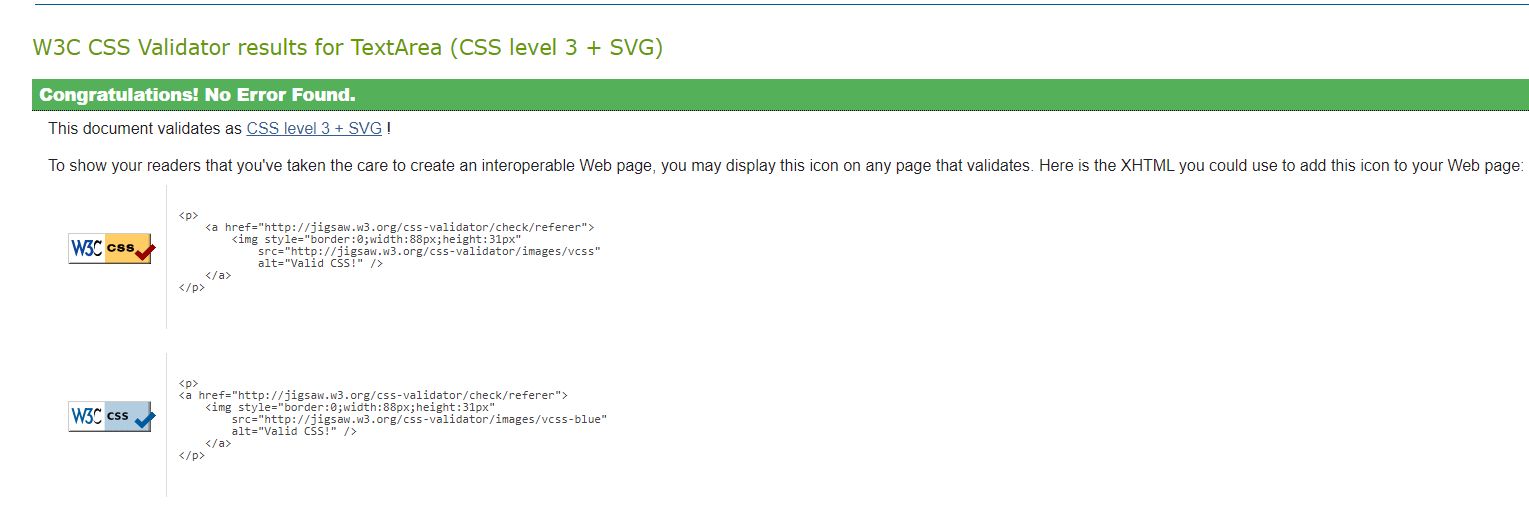 W3C CSS Validator results for TextArea (CSS level 3 + SVG)
Congratulations! No Error Found.
This document validates as CSS level 3 + SVG !
To show your readers that you've taken the care to create an interoperable Web page, you may display this icon on any page that validates. Here is the XHTML you could use to add this icon to your Web page:
W3C css
<p>
    <a href="http://jigsaw.w3.org/css-validator/check/referer">
        <img style="border:0;width:88px;height:31px"
            src="http://jigsaw.w3.org/css-validator/images/vcss"
            alt="Valid CSS!" />
    </a>
</p>
W3C css
<p>
<a href="http://jigsaw.w3.org/css-validator/check/referer">
    <img style="border:0;width:88px;height:31px"
        src="http://jigsaw.w3.org/css-validator/images/vcss-blue"
        alt="Valid CSS!" />
    </a>
</p>